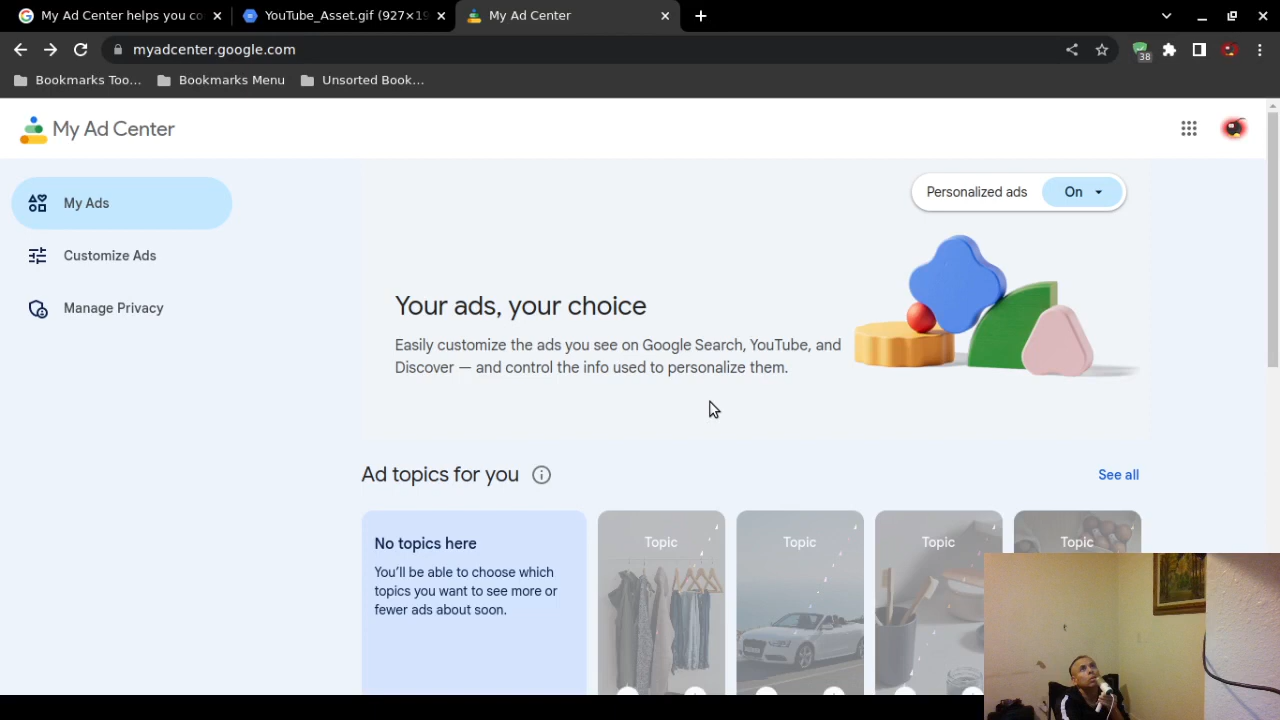 My Ad Center helps you co
YouTube_Asset.gif (927×19
My Ad Center
myadcenter.google.com
38
Bookmarks Too...
Bookmarks Menu
Unsorted Book...
My Ad Center
My Ads
Customize Ads
Manage Privacy
Personalized ads
On
Your ads, your choice
Easily customize the ads you see on Google Search, YouTube, and
Discover — and control the info used to personalize them.
Ad topics for you
See all
No topics here
You'll be able to choose which
topics you want to see more or
fewer ads about soon.
Topic
Topic
Topic
Topic